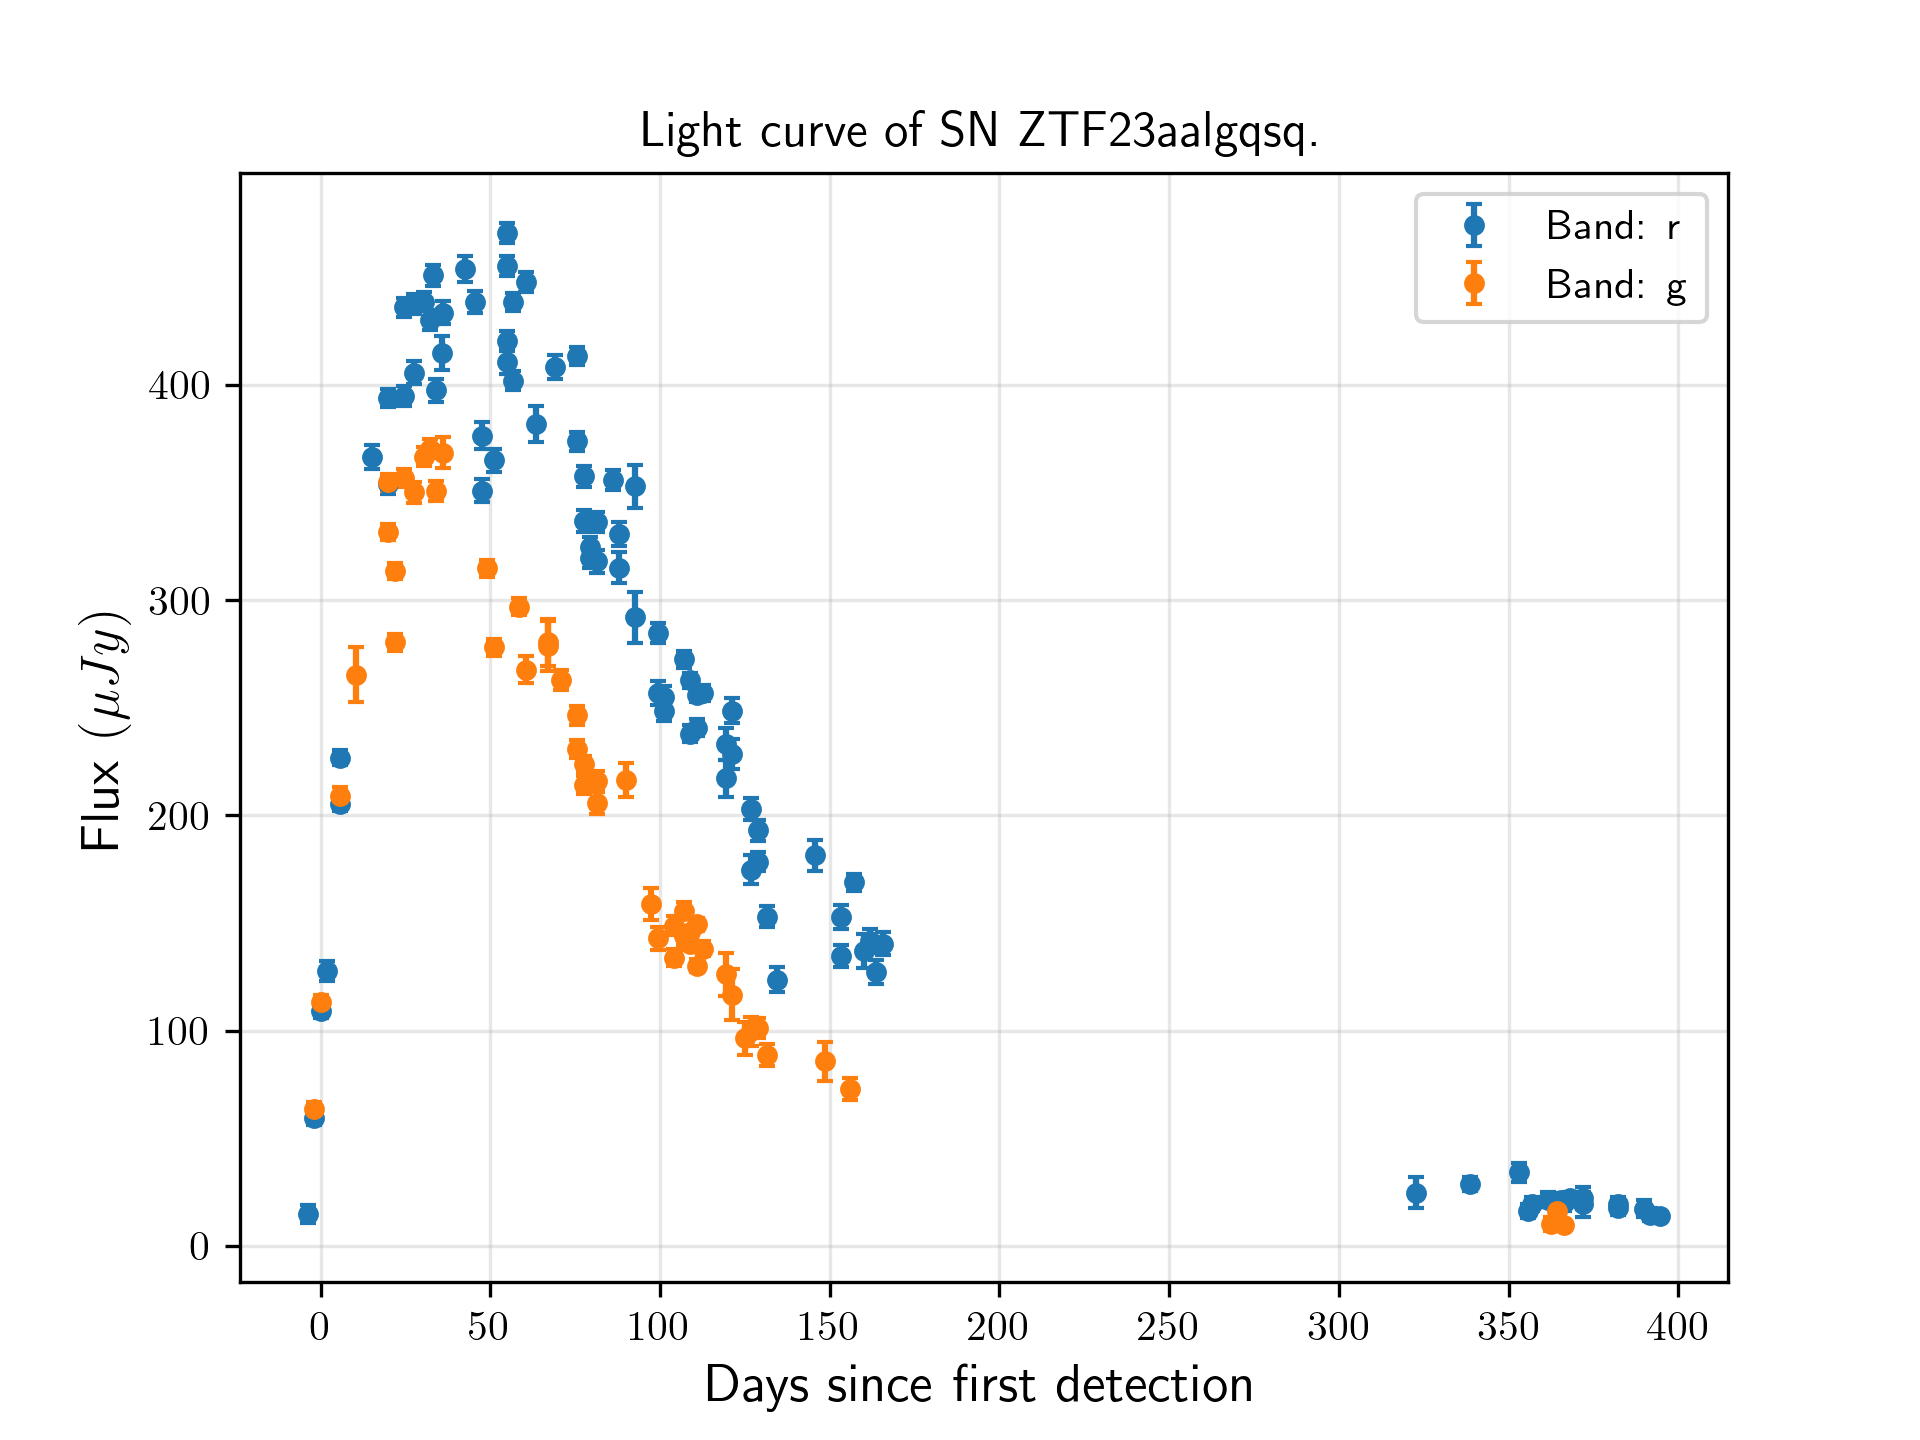 Light curve of SN ZTF23aalgqsq.
Band: r
Band: g
Flux (μJy)
400
300
200
100
0
0 50 100 150 200 250 300 350 400
Days since first detection